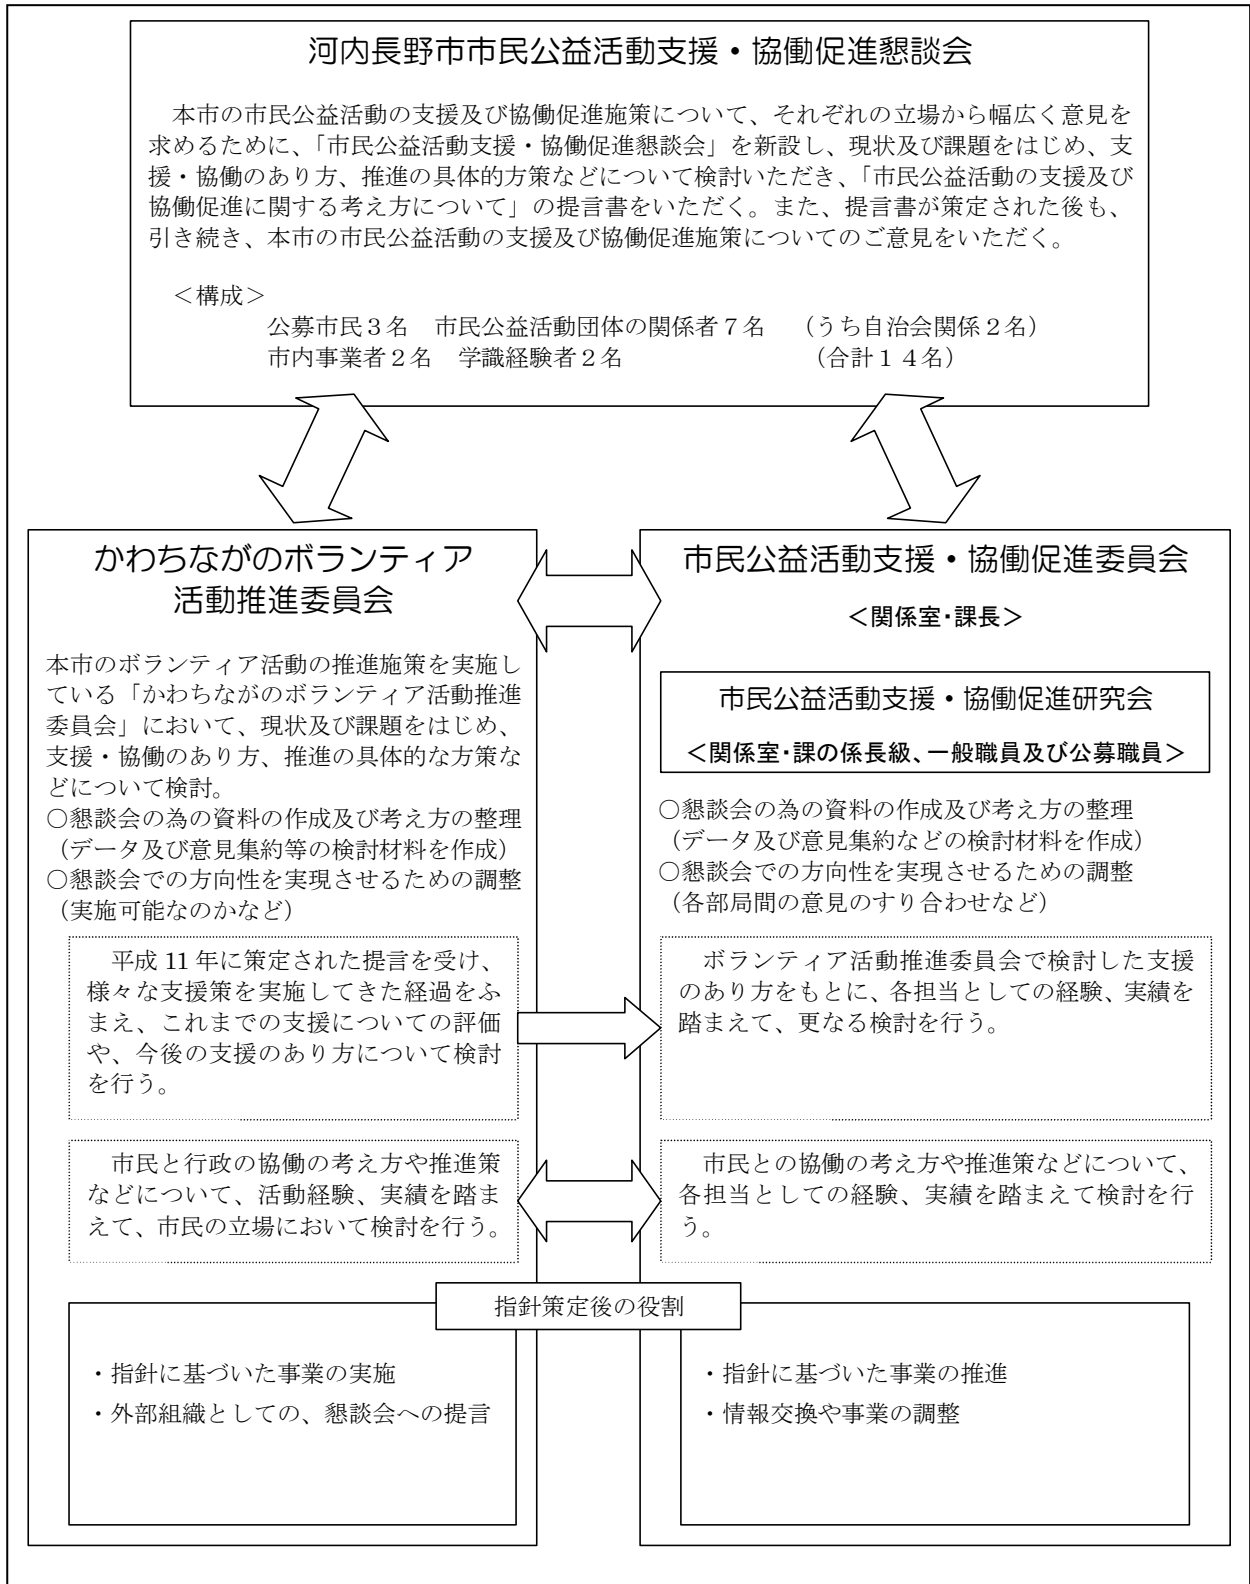 河内長野市市民公益活動支援・協働促進懇談会
本市の市民公益活動の支援及び協働促進施策について、それぞれの立場から幅広く意見を
求めるために、「市民公益活動支援・協働促進懇談会」を新設し、現状及び課題をはじめ、支
援・協働のあり方、推進の具体的方策などについて検討いただき、「市民公益活動の支援及び
協働促進に関する考え方について」の提言書をいただく。また、提言書が策定された後も、
引き続き、本市の市民公益活動の支援及び協働促進施策についてのご意見をいただく。
＜構成＞
公募市民３名　市民公益活動団体の関係者７名　（うち自治会関係２名）
市内事業者２名　学識経験者２名　（合計１４名）
かわちながのボランティア
活動推進委員会
本市のボランティア活動の推進施策を実施し
ている「かわちながのボランティア活動推進
委員会」において、現状及び課題をはじめ、
支援・協働のあり方、推進の具体的な方策な
どについて検討。
○懇談会の為の資料の作成及び考え方の整理
（データ及び意見集約等の検討材料を作成）
○懇談会での方向性を実現させるための調整
（実施可能なのかなど）
平成 11 年に策定された提言を受け、
様々な支援策を実施してきた経過をふ
まえ、これまでの支援についての評価
や、今後の支援のあり方について検討
を行う。
市民と行政の協働の考え方や推進策
などについて、活動経験、実績を踏ま
えて、市民の立場において検討を行う。
市民公益活動支援・協働促進委員会
＜関係室・課長＞
市民公益活動支援・協働促進研究会
＜関係室・課の係長級、一般職員及び公募職員＞
○懇談会の為の資料の作成及び考え方の整理
（データ及び意見集約などの検討材料を作成）
○懇談会での方向性を実現させるための調整
（各部局間の意見のすり合わせなど）
ボランティア活動推進委員会で検討した支援
のあり方をもとに、各担当としての経験、実績を
踏まえて、更なる検討を行う。
市民との協働の考え方や推進策などについて、
各担当としての経験、実績を踏まえて検討を行
う。
指針策定後の役割
・指針に基づいた事業の実施
・外部組織としての、懇談会への提言
・指針に基づいた事業の推進
・情報交換や事業の調整